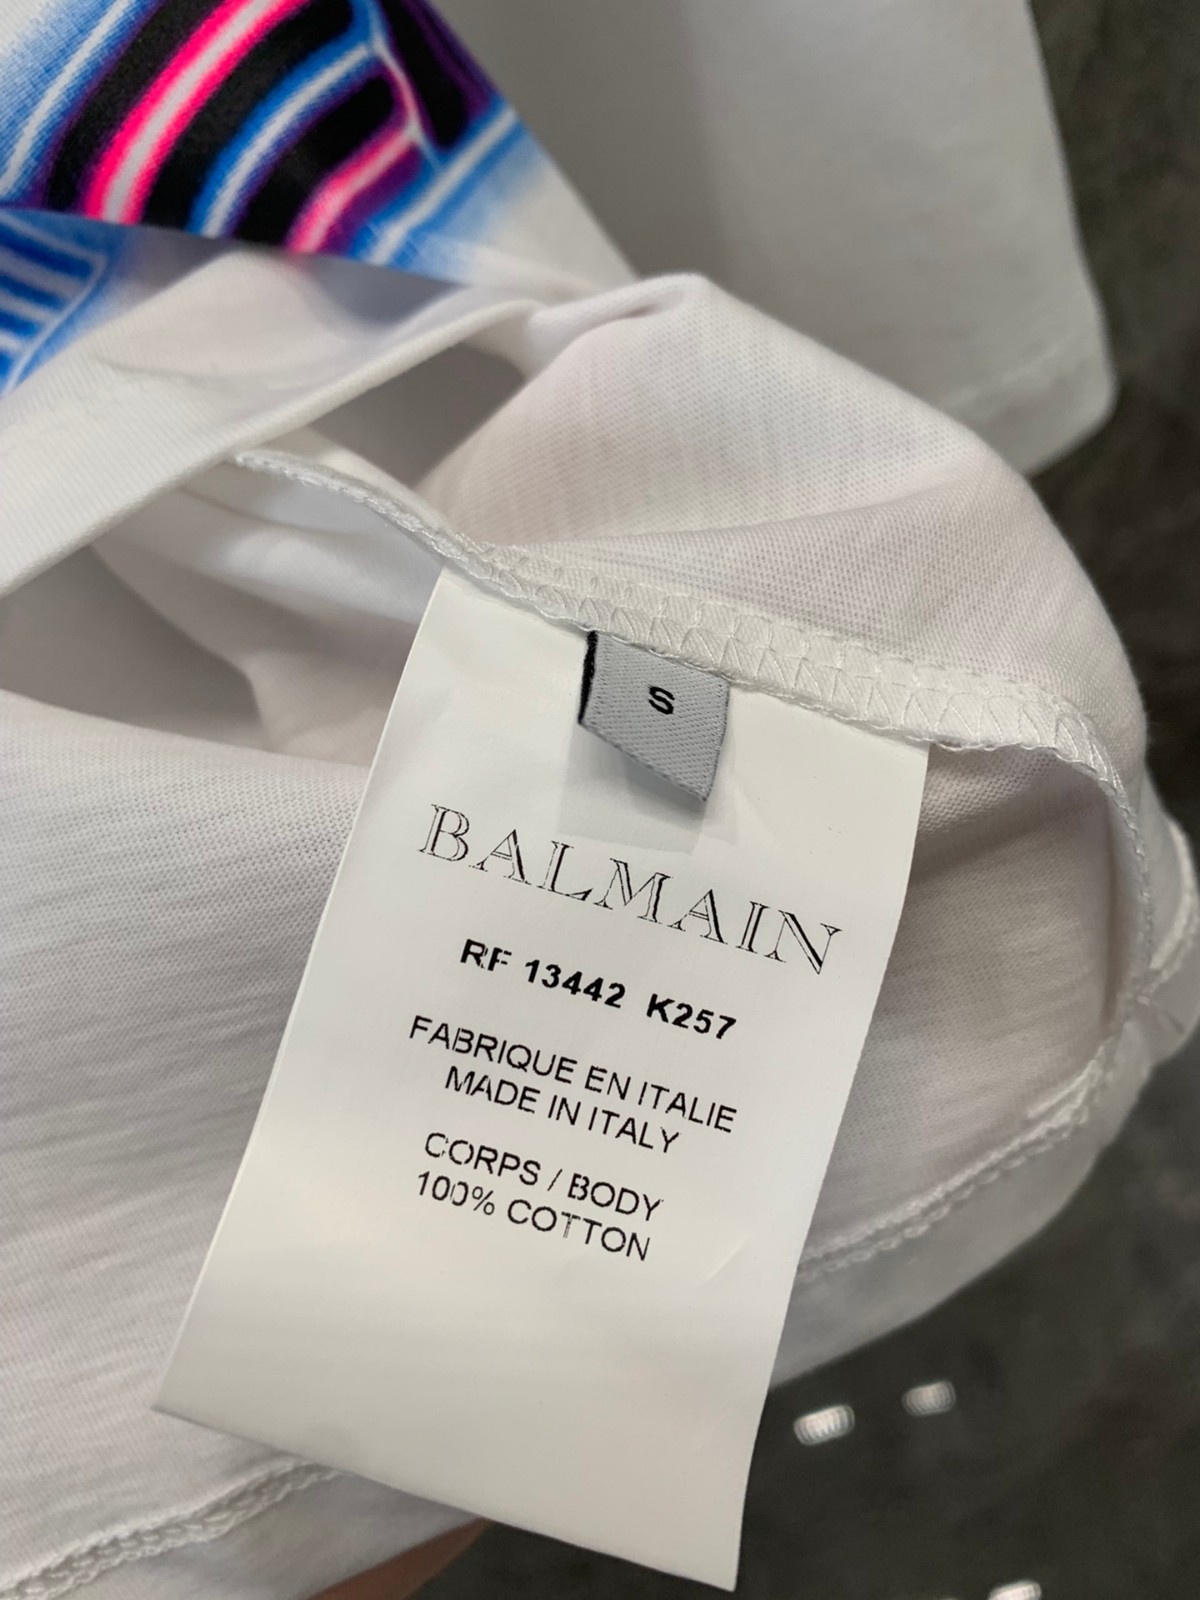 S
BALMAIN
RF 13442 K257
FABRIQUE EN ITALIE
MADE IN ITALY
CORPS / BODY
100% COTTON